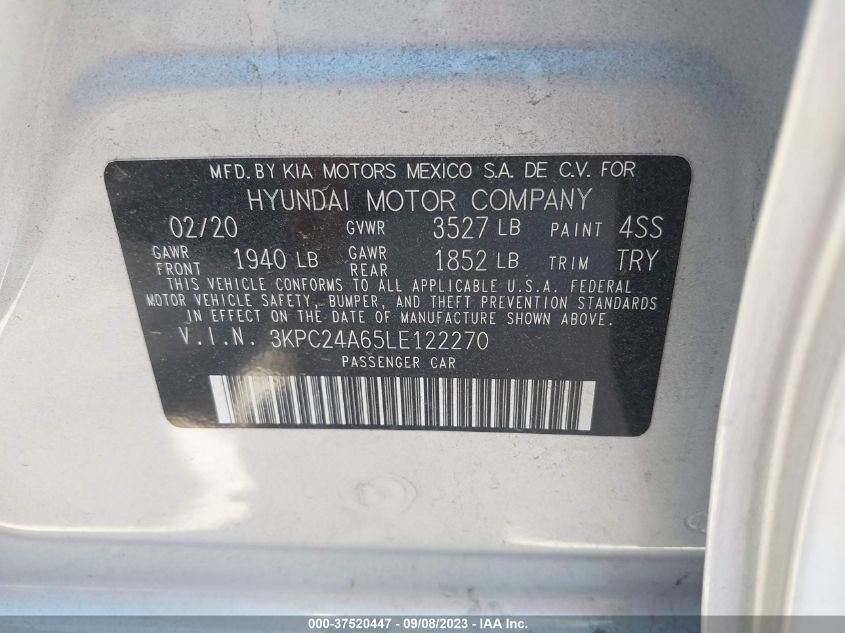 MFD. BY KIA MOTORS MEXICO S.A. DE C.V. FOR
HYUNDAI MOTOR COMPANY
02/20 GVWR 3527 LB PAINT 4SS
GAWR FRONT 1940 LB GAWR REAR 1852 LB TRIM TRY
THIS VEHICLE CONFORMS TO ALL APPLICABLE U.S.A. FEDERAL
MOTOR VEHICLE SAFETY, BUMPER, AND THEFT PREVENTION STANDARDS
IN EFFECT ON THE DATE OF MANUFACTURE SHOWN ABOVE.
V.I.N. 3KPC24A65LE122270
PASSENGER CAR
000-37520447 - 09/08/2023 - IAA Inc.